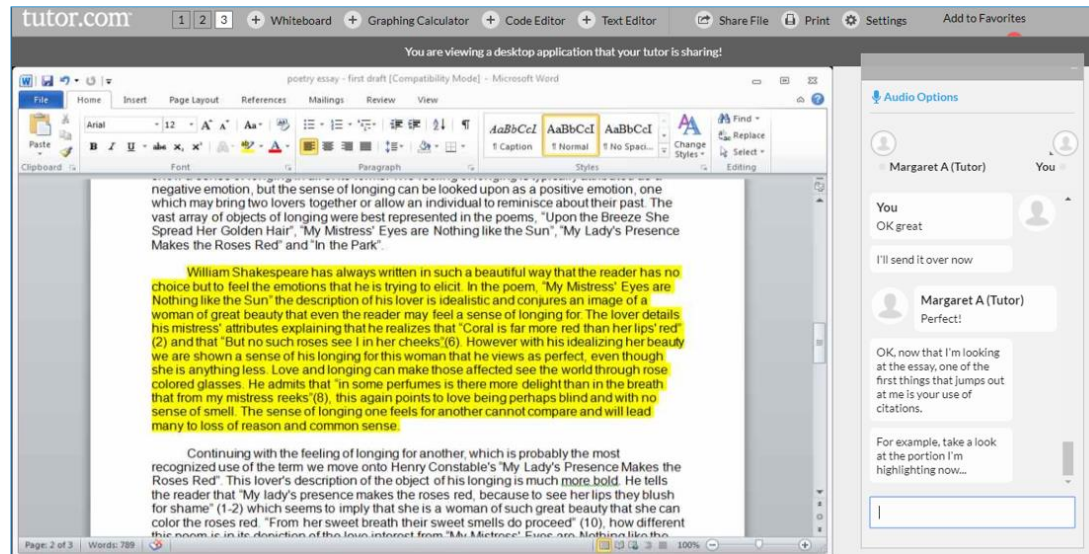 tutor.com
1 2 3 Whiteboard Graphing Calculator Code Editor Text Editor Share File Print Settings Add to Favorites
You are viewing a desktop application that your tutor is sharing!
poetry essay - first draft [Compatibility Mode] - Microsoft Word
File Home Insert Page Layout References Mailings Review View
Paste
Clipboard
Arial 12
Font
Paragraph
AaBbCcI AaBbCcI AaBbCcI
¶ Caption ¶ Normal ¶ No Spaci...
Change
Styles
Styles
Find
Replace
Select
Editing
negative emotion, but the sense of longing can be looked upon as a positive emotion, one
which may bring two lovers together or allow an individual to reminisce about their past. The
vast array of objects of longing were best represented in the poems, "Upon the Breeze She
Spread Her Golden Hair", "My Mistress' Eyes are Nothing like the Sun", "My Lady's Presence
Makes the Roses Red" and "In the Park".
William Shakespeare has always written in such a beautiful way that the reader has no
choice but to feel the emotions that he is trying to elicit. In the poem, "My Mistress' Eyes are
Nothing like the Sun" the description of his lover is idealistic and conjures an image of a
woman of great beauty that even the reader may feel a sense of longing for. The lover details
his mistress' attributes explaining that he realizes that "Coral is far more red than her lips' red"
(2) and that "But no such roses see I in her cheeks"(6). However with his idealizing her beauty
we are shown a sense of his longing for this woman that he views as perfect, even though
she is anything less. Love and longing can make those affected see the world through rose
colored glasses. He admits that "in some perfumes is there more delight than in the breath
that from my mistress reeks"(8), this again points to love being perhaps blind and with no
sense of smell. The sense of longing one feels for another cannot compare and will lead
many to loss of reason and common sense.
Continuing with the feeling of longing for another, which is probably the most
recognized use of the term we move onto Henry Constable's "My Lady's Presence Makes the
Roses Red". This lover's description of the object of his longing is much more bold. He tells
the reader that "My lady's presence makes the roses red, because to see her lips they blush
for shame" (1-2) which seems to imply that she is a woman of such great beauty that she can
color the roses red. "From her sweet breath their sweet smells do proceed" (10), how different
this poem is in its depiction of the love interest from "My Mistress' Eyes are Nothing like the
Page: 2 of 3 Words: 789 100%
Audio Options
Margaret A (Tutor) You
You
OK great
I'll send it over now
Margaret A (Tutor)
Perfect!
OK, now that I'm looking
at the essay, one of the
first things that jumps out
at me is your use of
citations.
For example, take a look
at the portion I'm
highlighting now...